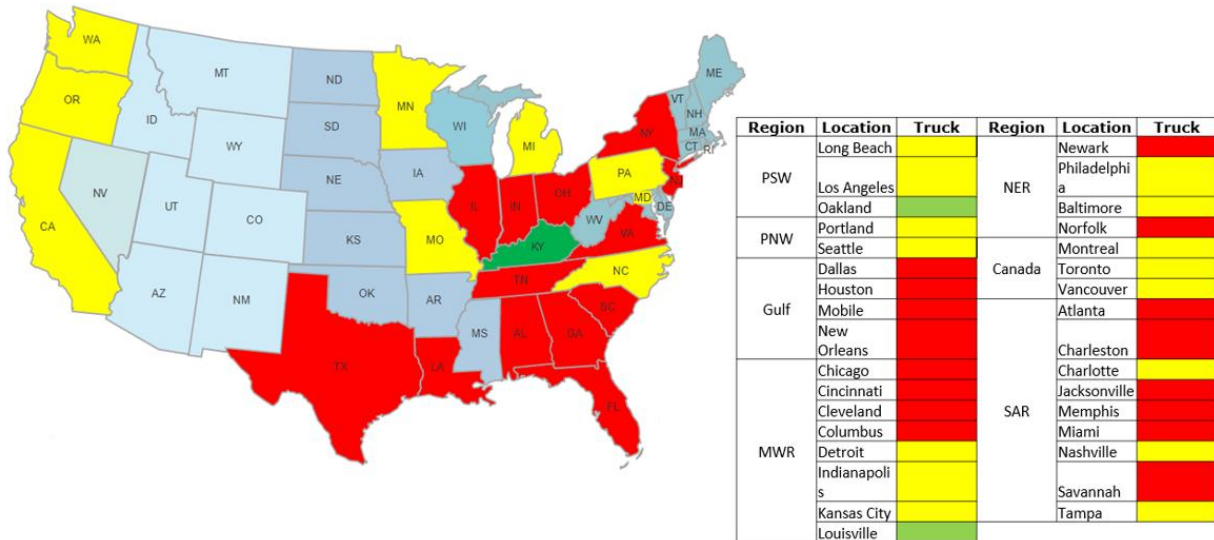 WA
OR
CA
NV
ID
MT
WY
UT
CO
AZ
NM
ND
SD
NE
KS
OK
TX
MN
IA
MO
AR
LA
WI
IL
MI
IN
OH
KY
TN
MS
AL
GA
FL
SC
NC
VA
WV
MD
DE
PA
NJ
NY
CT
RI
MA
VT
NH
ME
Region Location Truck Region Location Truck
PSW
Long Beach
Los Angeles
Oakland
PNW
Portland
Seattle
Gulf
Dallas
Houston
Mobile
New
Orleans
MWR
Chicago
Cincinnati
Cleveland
Columbus
Detroit
Indianapoli
s
Kansas City
Louisville
NER
Newark
Philadelphi
a
Baltimore
Norfolk
Canada
Montreal
Toronto
Vancouver
SAR
Atlanta
Charleston
Charlotte
Jacksonville
Memphis
Miami
Nashville
Savannah
Tampa